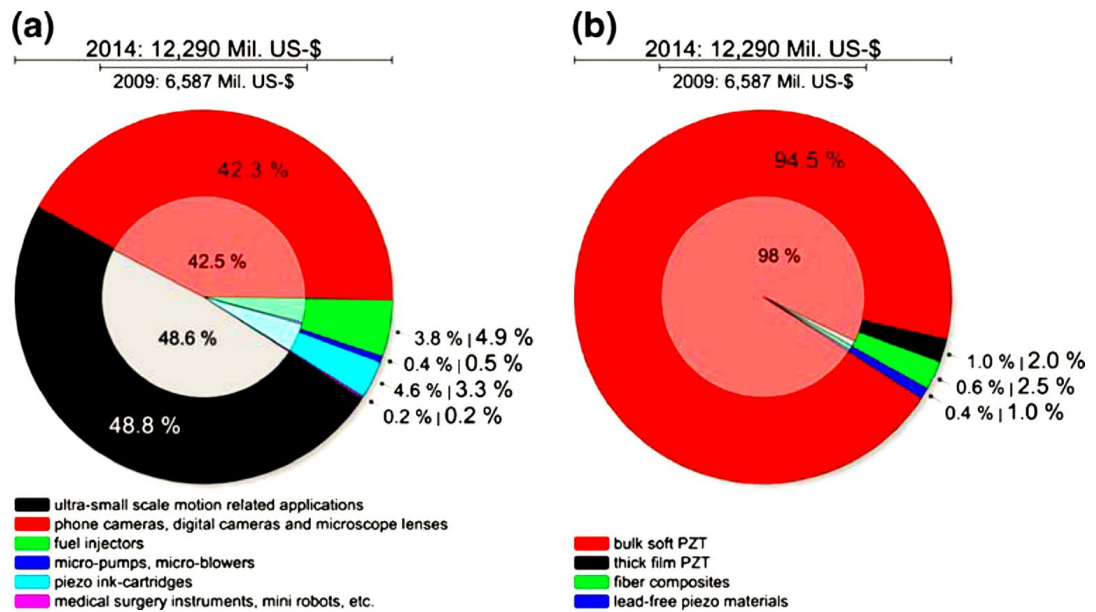 (a)
2014: 12,290 Mil. US-$
2009: 6,587 Mil. US-$
42.3 %
42.5 %
48.6 %
48.8 %
3.8 % | 4.9 %
0.4 % | 0.5 %
4.6 % | 3.3 %
0.2 % | 0.2 %
ultra-small scale motion related applications
phone cameras, digital cameras and microscope lenses
fuel injectors
micro-pumps, micro-blowers
piezo ink-cartridges
medical surgery instruments, mini robots, etc.
(b)
2014: 12,290 Mil. US-$
2009: 6,587 Mil. US-$
94.5 %
98 %
1.0 % | 2.0 %
0.6 % | 2.5 %
0.4 % | 1.0 %
bulk soft PZT
thick film PZT
fiber composites
lead-free piezo materials